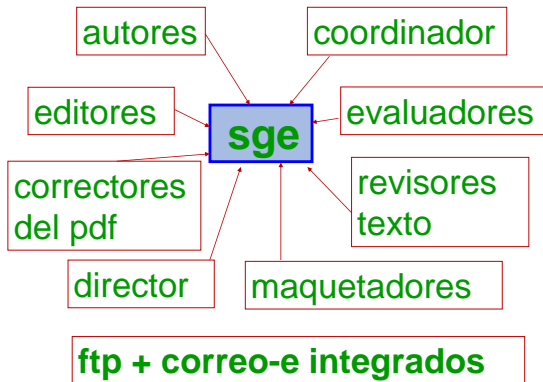 autores
coordinador
editores
sge
evaluadores
correctores
del pdf
revisores
texto
director
maquetadores
ftp + correo-e integrados